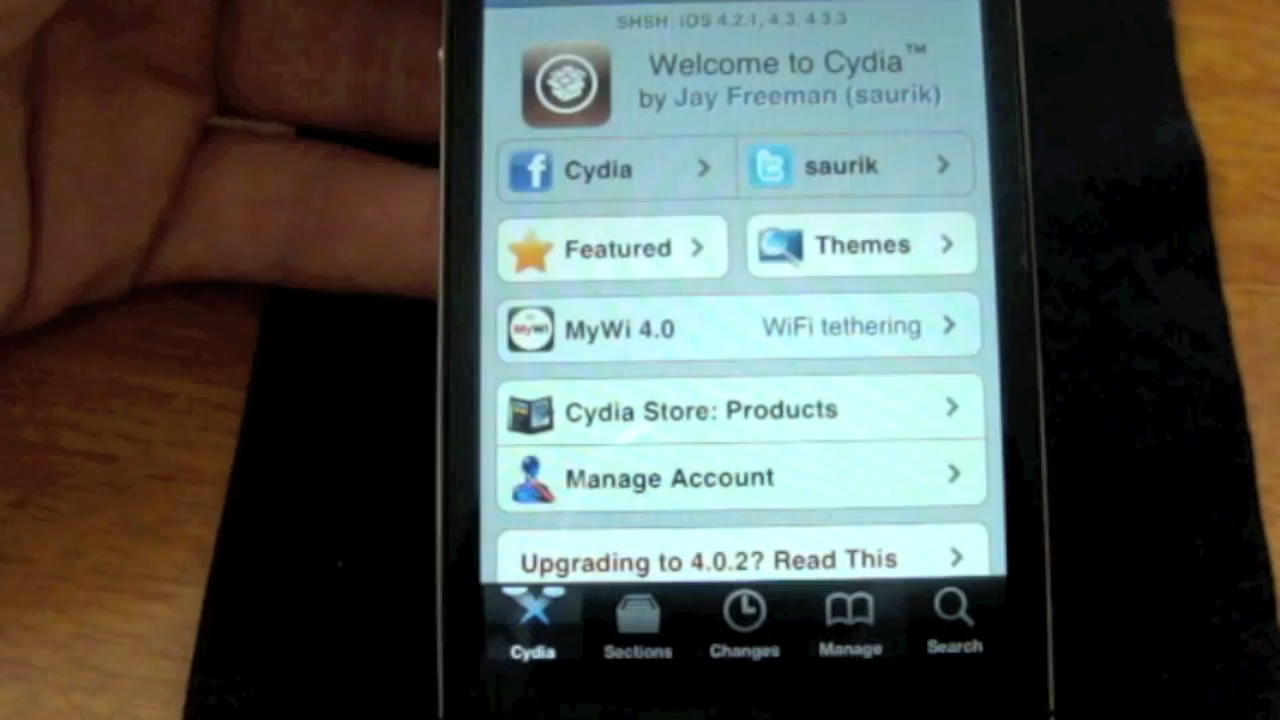 SHSH: iOS 4.2.1, 4.3, 4.3.3
Welcome to Cydia™
by Jay Freeman (saurik)
Cydia
saurik
Featured
Themes
MyWi
MyWi 4.0 WiFi tethering
Cydia Store: Products
Manage Account
Upgrading to 4.0.2? Read This
Cydia Sections Changes Manage Search